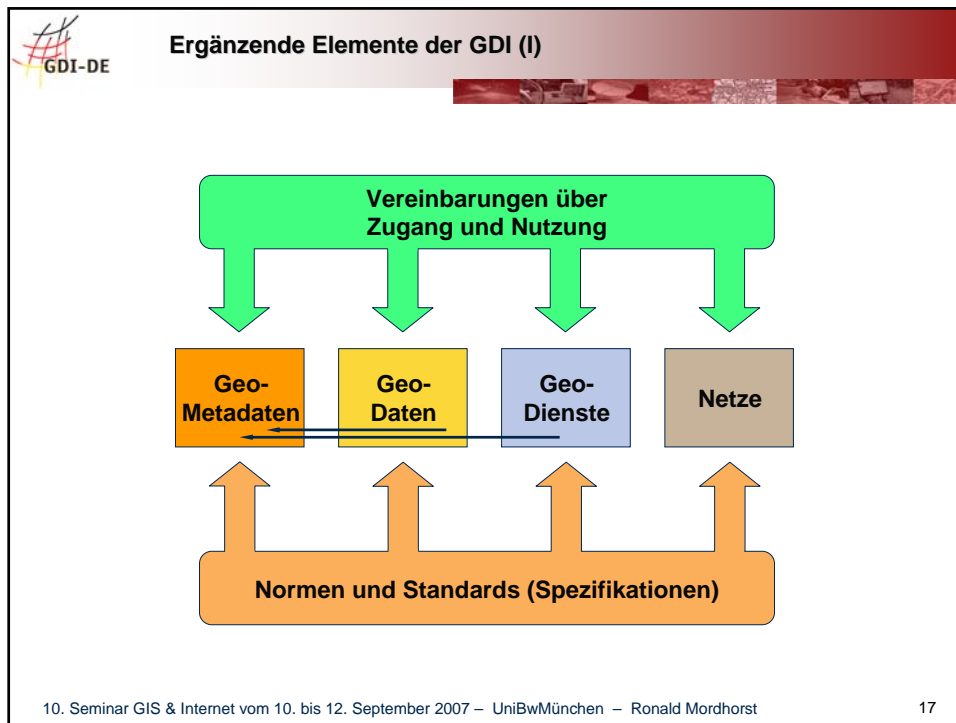 GDI-DE
Ergänzende Elemente der GDI (I)
Vereinbarungen über
Zugang und Nutzung
Geo-
Metadaten
Geo-
Daten
Geo-
Dienste
Netze
Normen und Standards (Spezifikationen)
10. Seminar GIS & Internet vom 10. bis 12. September 2007 – UniBwMünchen – Ronald Mordhorst
17